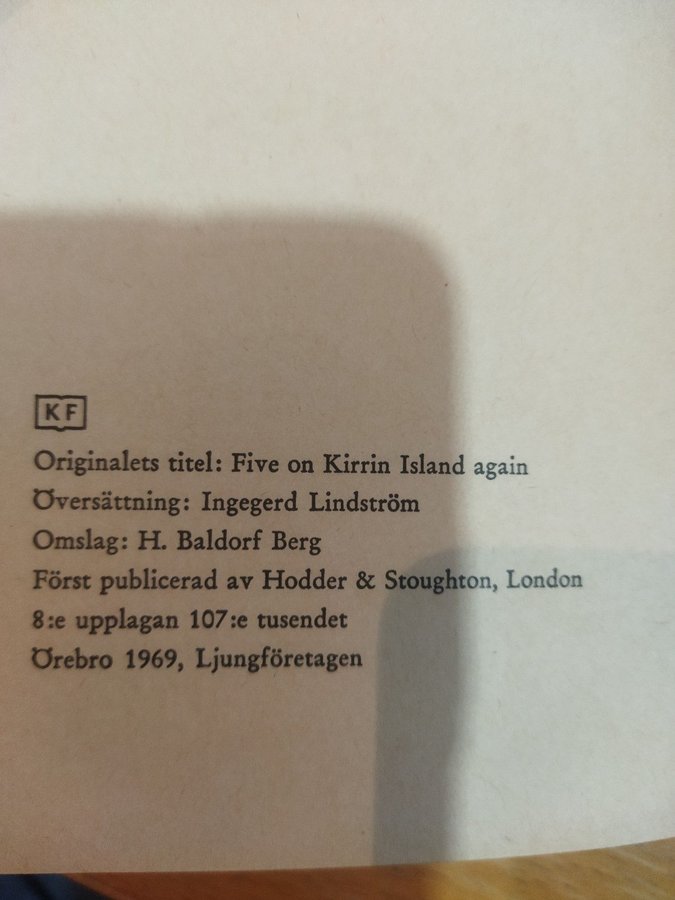 KF
Originalets titel: Five on Kirrin Island again
Översättning: Ingegerd Lindström
Omslag: H. Baldorf Berg
Först publicerad av Hodder & Stoughton, London
8:e upplagan 107:e tusendet
Örebro 1969, Ljungföretagen